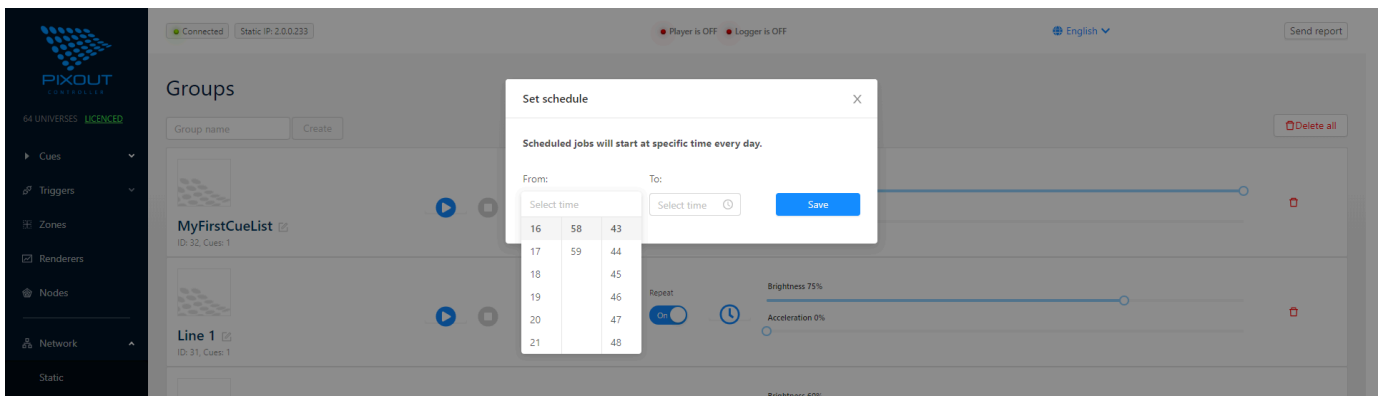 Connected Static IP: 2.0.0.233 Player is OFF Logger is OFF English Send report
PIXOUT
CONTROLLER
64 UNIVERSES LICENCED
Cues
Triggers
Zones
Renderers
Nodes
Network
Static
Groups
Group name Create
Delete all
MyFirstCueList
ID: 32, Cues: 1
Line 1
ID: 31, Cues: 1
Repeat
On
Brightness 75%
Acceleration 0%
Brightness 60%
Set schedule
Scheduled jobs will start at specific time every day.
From: To:
Select time Select time Save
16 58 43
17 59 44
18 45
19 46
20 47
21 48